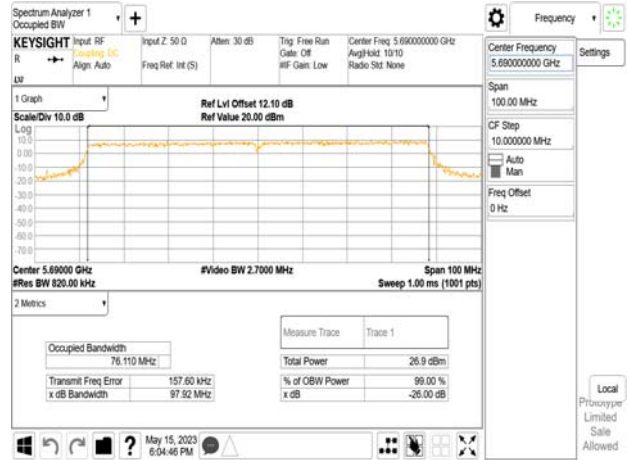 Spectrum Analyzer 1
Occupied BW
KEYSIGHT
Input: RF
Coupling: DC
Align: Auto
Input Z: 50 Ω
Freq Ref: Int (S)
Atten: 30 dB
Trig: Free Run
Gate: Off
#IF Gain: Low
Center Freq: 5.690000000 GHz
Avg|Hold: 10/10
Radio Std: None
R
LXI
Frequency
Settings
Center Frequency
5.690000000 GHz
Span
100.00 MHz
CF Step
10.000000 MHz
Auto
Man
Freq Offset
0 Hz
1 Graph
Scale/Div 10.0 dB
Ref Lvl Offset 12.10 dB
Ref Value 20.00 dBm
Log
10.0
0.00
-10.0
-20.0
-30.0
-40.0
-50.0
-60.0
-70.0
Center 5.69000 GHz
#Res BW 820.00 kHz
#Video BW 2.7000 MHz
Span 100 MHz
Sweep 1.00 ms (1001 pts)
2 Metrics
Measure Trace Trace 1
Occupied Bandwidth
76.110 MHz
Total Power 26.9 dBm
Transmit Freq Error 157.60 kHz
% of OBW Power 99.00 %
x dB Bandwidth 97.92 MHz
x dB -26.00 dB
Local
Prototype
Limited
Sale
Allowed
May 15, 2023
6:04:46 PM